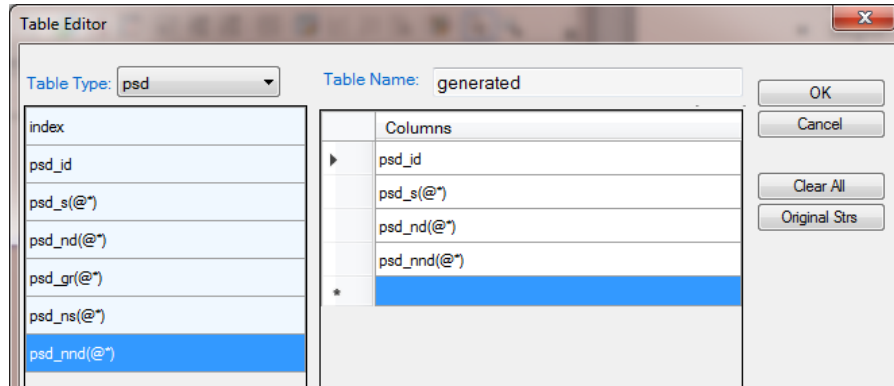 Table Editor
Table Type: psd
Table Name: generated
OK
Cancel
Clear All
Original Strs
index
psd_id
psd_s(@*)
psd_nd(@*)
psd_gr(@*)
psd_ns(@*)
psd_nnd(@*)
Columns
psd_id
psd_s(@*)
psd_nd(@*)
psd_nnd(@*)
*